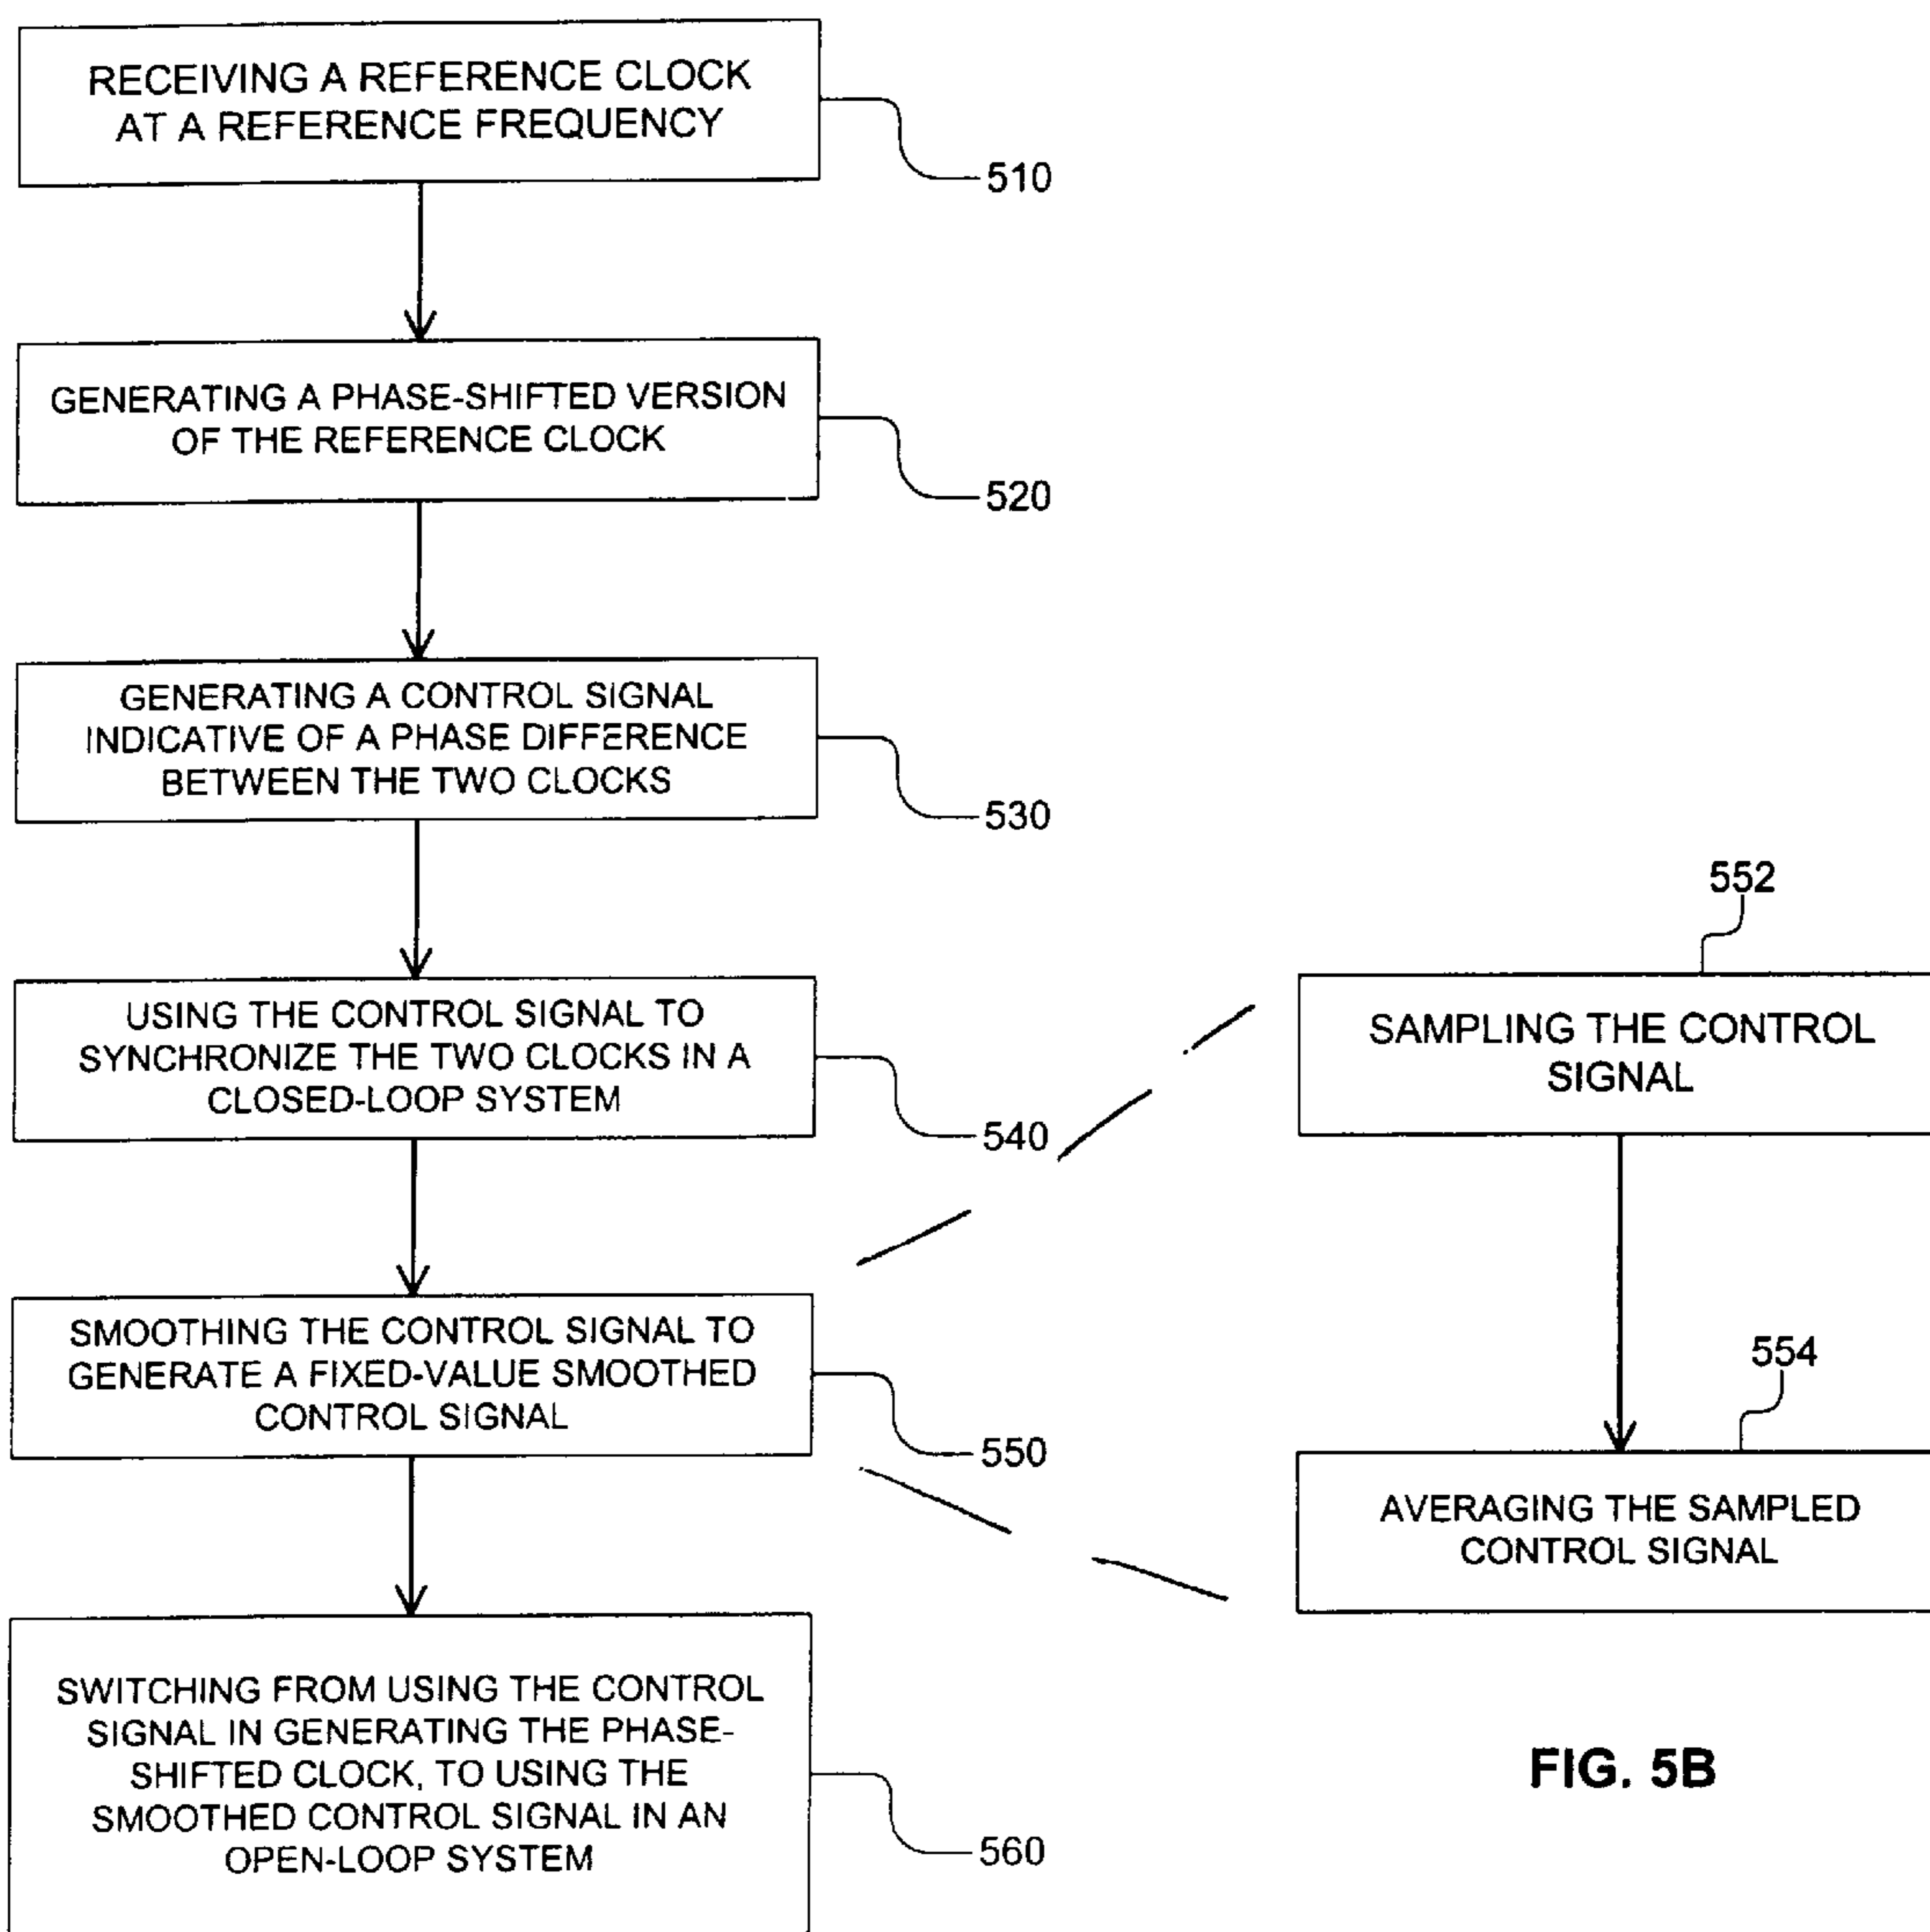 RECEIVING A REFERENCE CLOCK
AT A REFERENCE FREQUENCY
510
GENERATING A PHASE-SHIFTED VERSION
OF THE REFERENCE CLOCK
520
GENERATING A CONTROL SIGNAL
INDICATIVE OF A PHASE DIFFERENCE
BETWEEN THE TWO CLOCKS
530
USING THE CONTROL SIGNAL TO
SYNCHRONIZE THE TWO CLOCKS IN A
CLOSED-LOOP SYSTEM
540
SMOOTHING THE CONTROL SIGNAL TO
GENERATE A FIXED-VALUE SMOOTHED
CONTROL SIGNAL
550
SWITCHING FROM USING THE CONTROL
SIGNAL IN GENERATING THE PHASE-
SHIFTED CLOCK, TO USING THE
SMOOTHED CONTROL SIGNAL IN AN
OPEN-LOOP SYSTEM
560
552
SAMPLING THE CONTROL
SIGNAL
554
AVERAGING THE SAMPLED
CONTROL SIGNAL
FIG. 5B